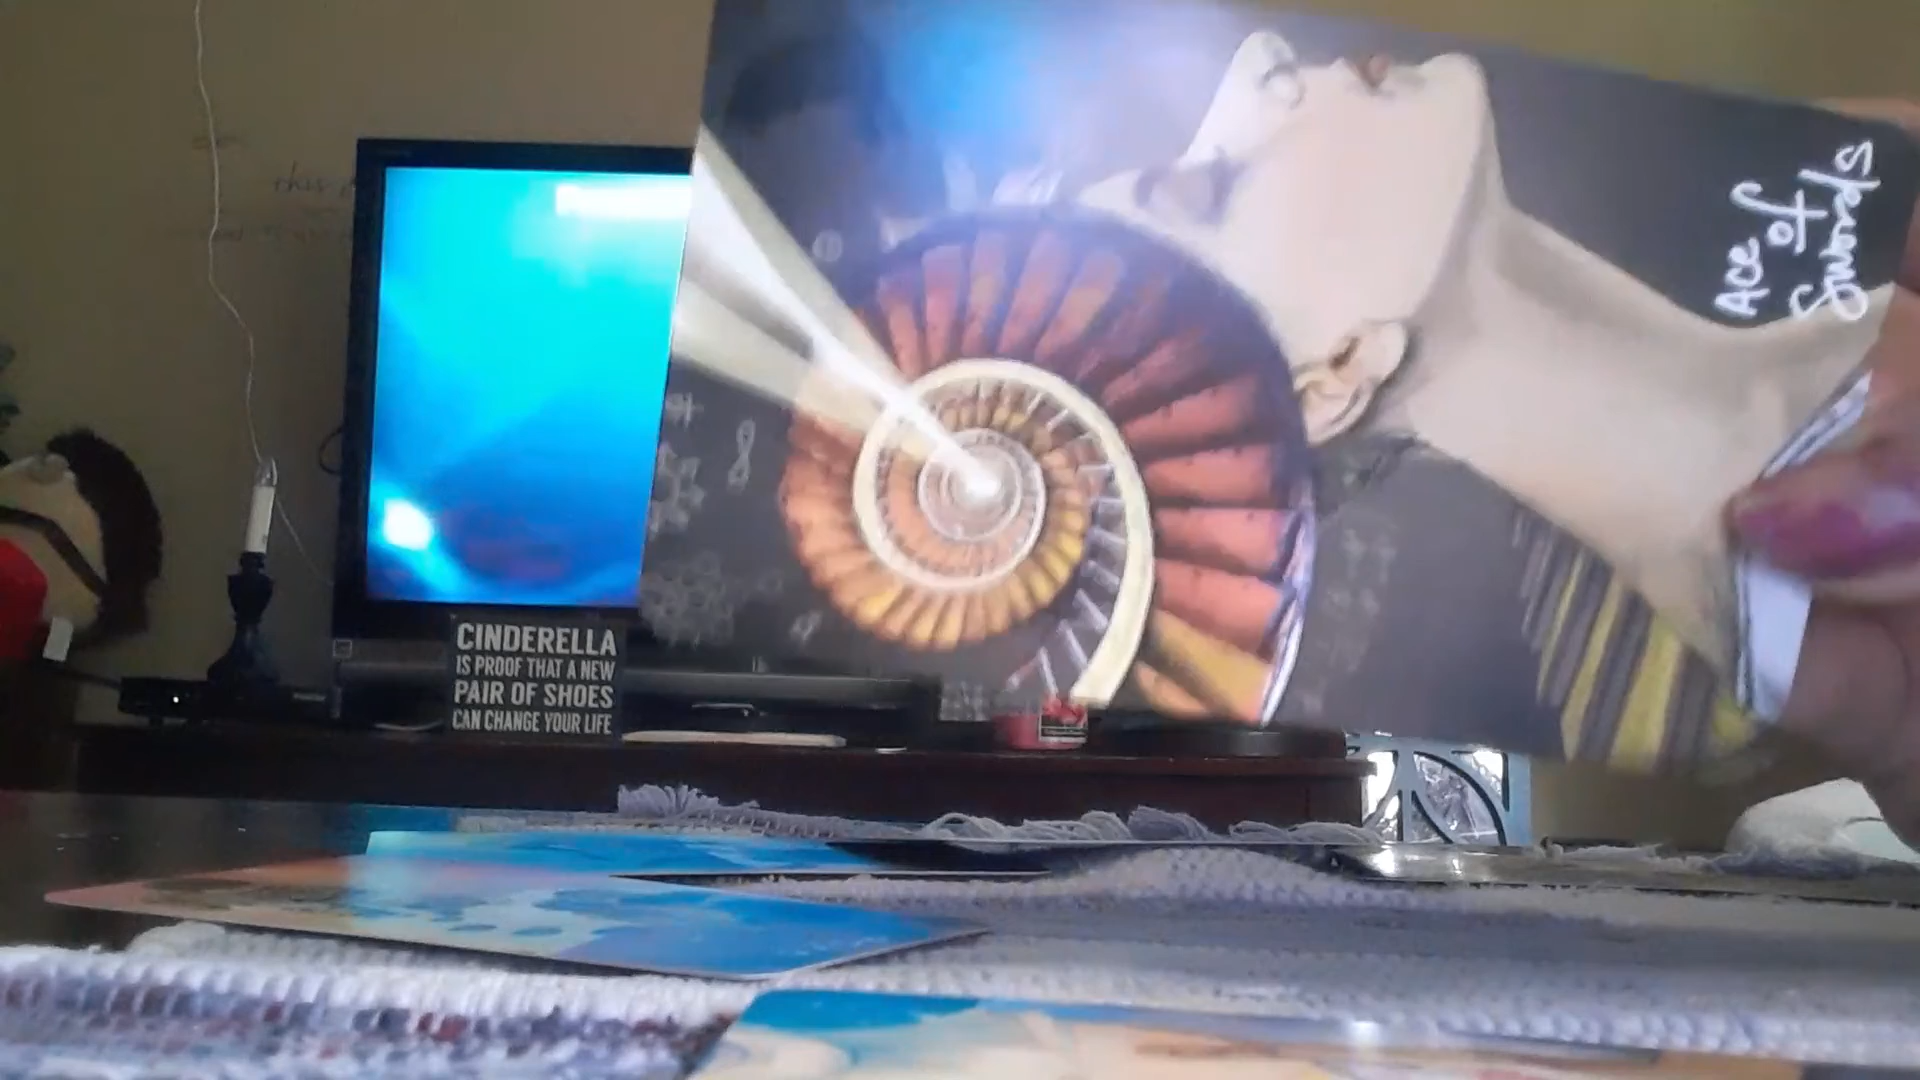 CINDERELLA
IS PROOF THAT A NEW
PAIR OF SHOES
CAN CHANGE YOUR LIFE
Ace
of
Swords